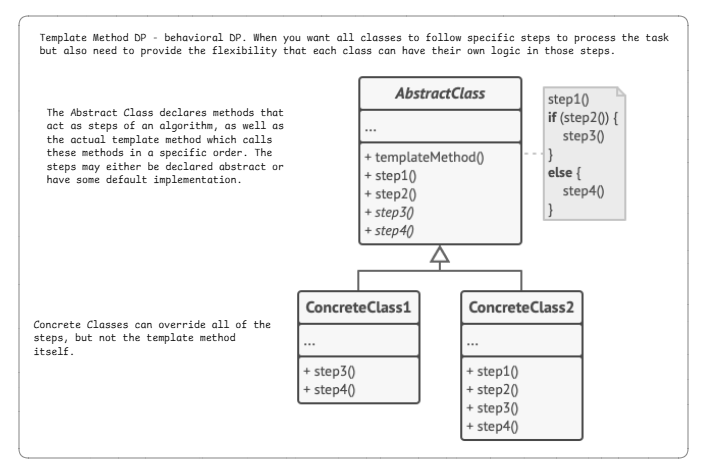 Template Method DP - behavioral DP. When you want all classes to follow specific steps to process the task
but also need to provide the flexibility that each class can have their own logic in those steps.
The Abstract Class declares methods that
act as steps of an algorithm, as well as
the actual template method which calls
these methods in a specific order. The
steps may either be declared abstract or
have some default implementation.
AbstractClass
...
+ templateMethod()
+ step1()
+ step2()
+ step3()
+ step4()
step1()
if (step2()) {
step3()
}
else {
step4()
}
Concrete Classes can override all of the
steps, but not the template method
itself.
ConcreteClass1
...
+ step3()
+ step4()
ConcreteClass2
...
+ step1()
+ step2()
+ step3()
+ step4()